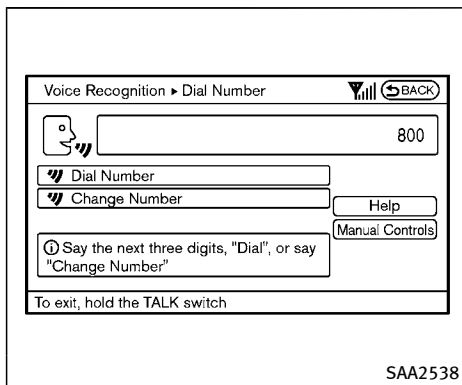 Voice Recognition ▸ Dial Number
BACK
800
Dial Number
Change Number
Help
Manual Controls
Say the next three digits, "Dial", or say
"Change Number"
To exit, hold the TALK switch
SAA2538